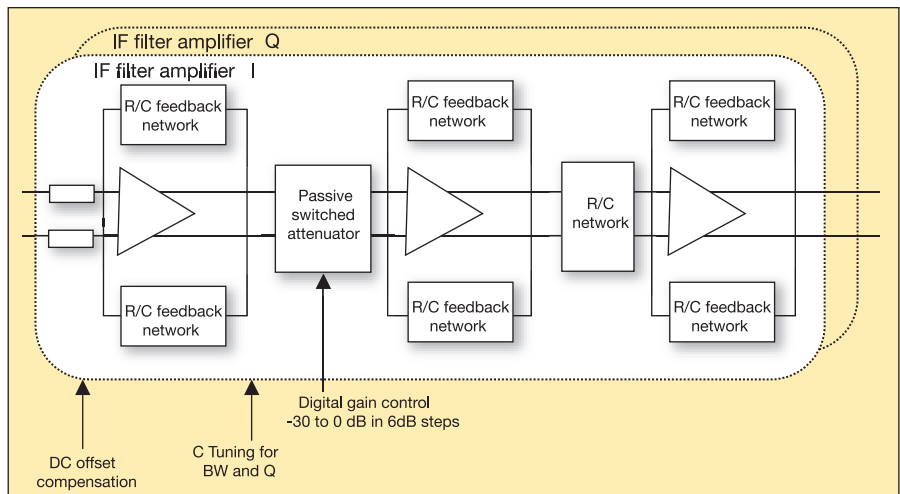 IF filter amplifier Q
IF filter amplifier I
R/C feedback
network
R/C feedback
network
R/C feedback
network
Passive
switched
attenuator
R/C
network
R/C feedback
network
R/C feedback
network
R/C feedback
network
Digital gain control
-30 to 0 dB in 6dB steps
C Tuning for
BW and Q
DC offset
compensation